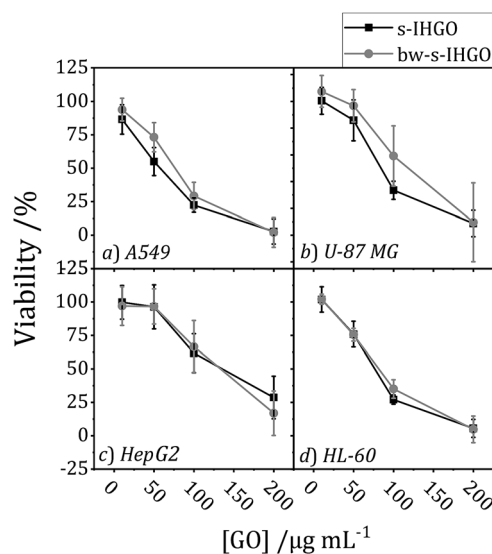 s-IHGO
bw-s-IHGO
Viability /%
125
100
75
50
25
0
a) A549
b) U-87 MG
125
100
75
50
25
0
-25
c) HepG2
d) HL-60
0 50 100 150 200 0 50 100 150 200
[GO] /µg mL⁻¹